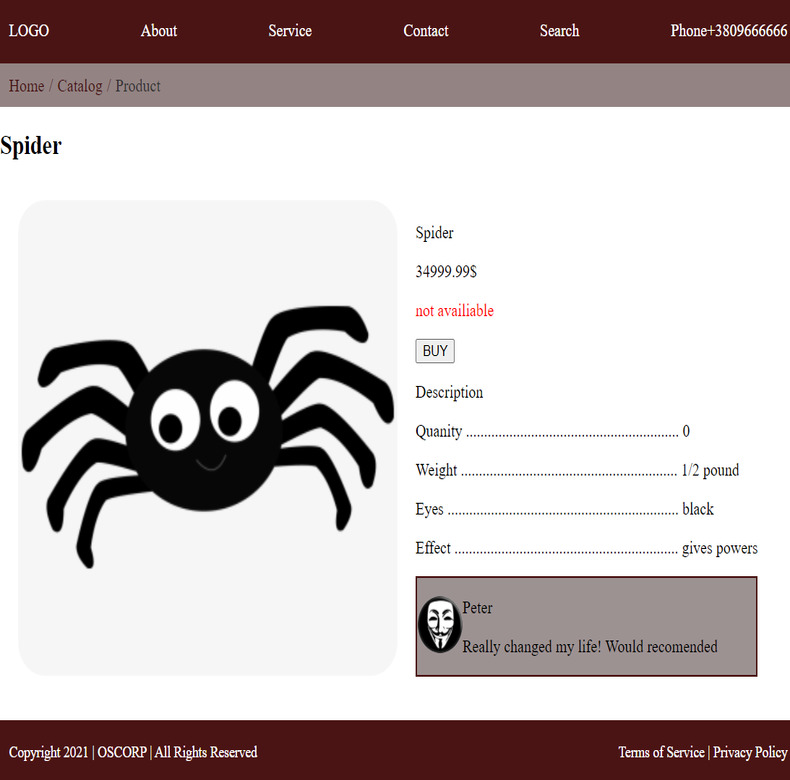 LOGO About Service Contact Search Phone+3809666666
Home / Catalog / Product
Spider
Spider
34999.99$
not availiable
BUY
Description
Quanity ........................................................... 0
Weight ............................................................ 1/2 pound
Eyes ................................................................ black
Effect .............................................................. gives powers
Peter
Really changed my life! Would recomended
Copyright 2021 | OSCORP | All Rights Reserved Terms of Service | Privacy Policy